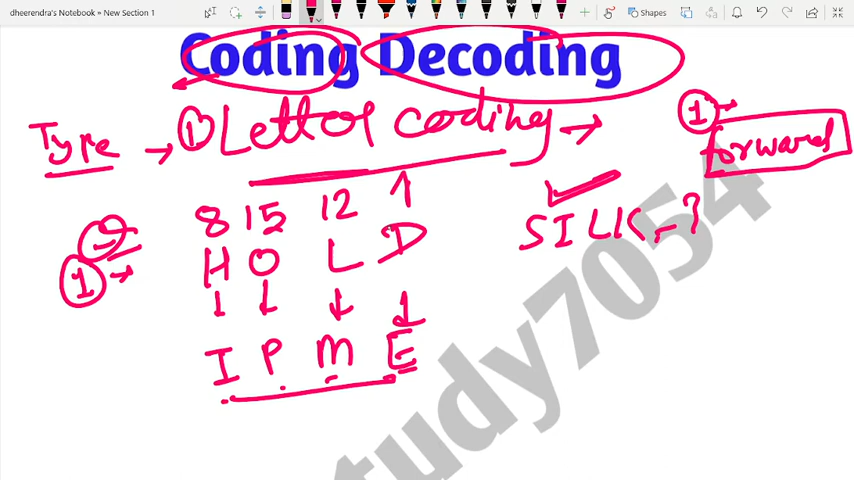 dheerendra's Notebook » New Section 1
Shapes
Coding Decoding
Type → ① Letter coding →
① →
forward
8 15 12
H O L D
SILK - ?
① →
I P M E
study7054